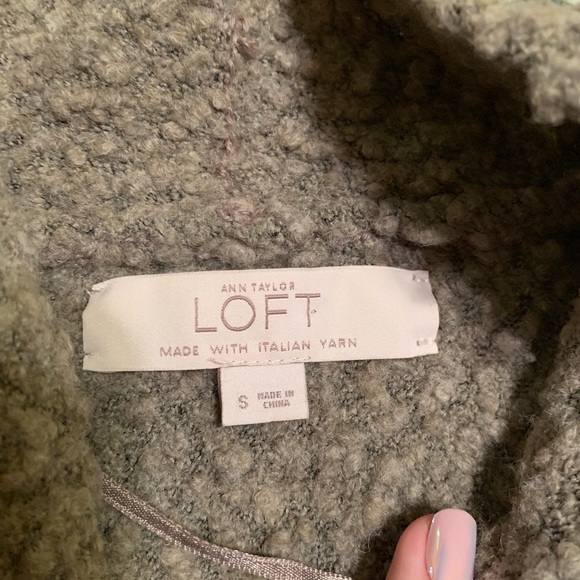 ANN TAYLOR
LOFT
MADE WITH ITALIAN YARN
S MADE IN
CHINA